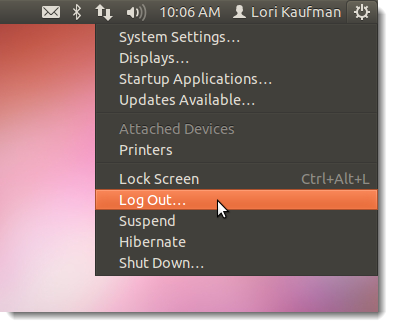 10:06 AM Lori Kaufman
System Settings...
Displays...
Startup Applications...
Updates Available...
Attached Devices
Printers
Lock Screen Ctrl+Alt+L
Log Out...
Suspend
Hibernate
Shut Down...